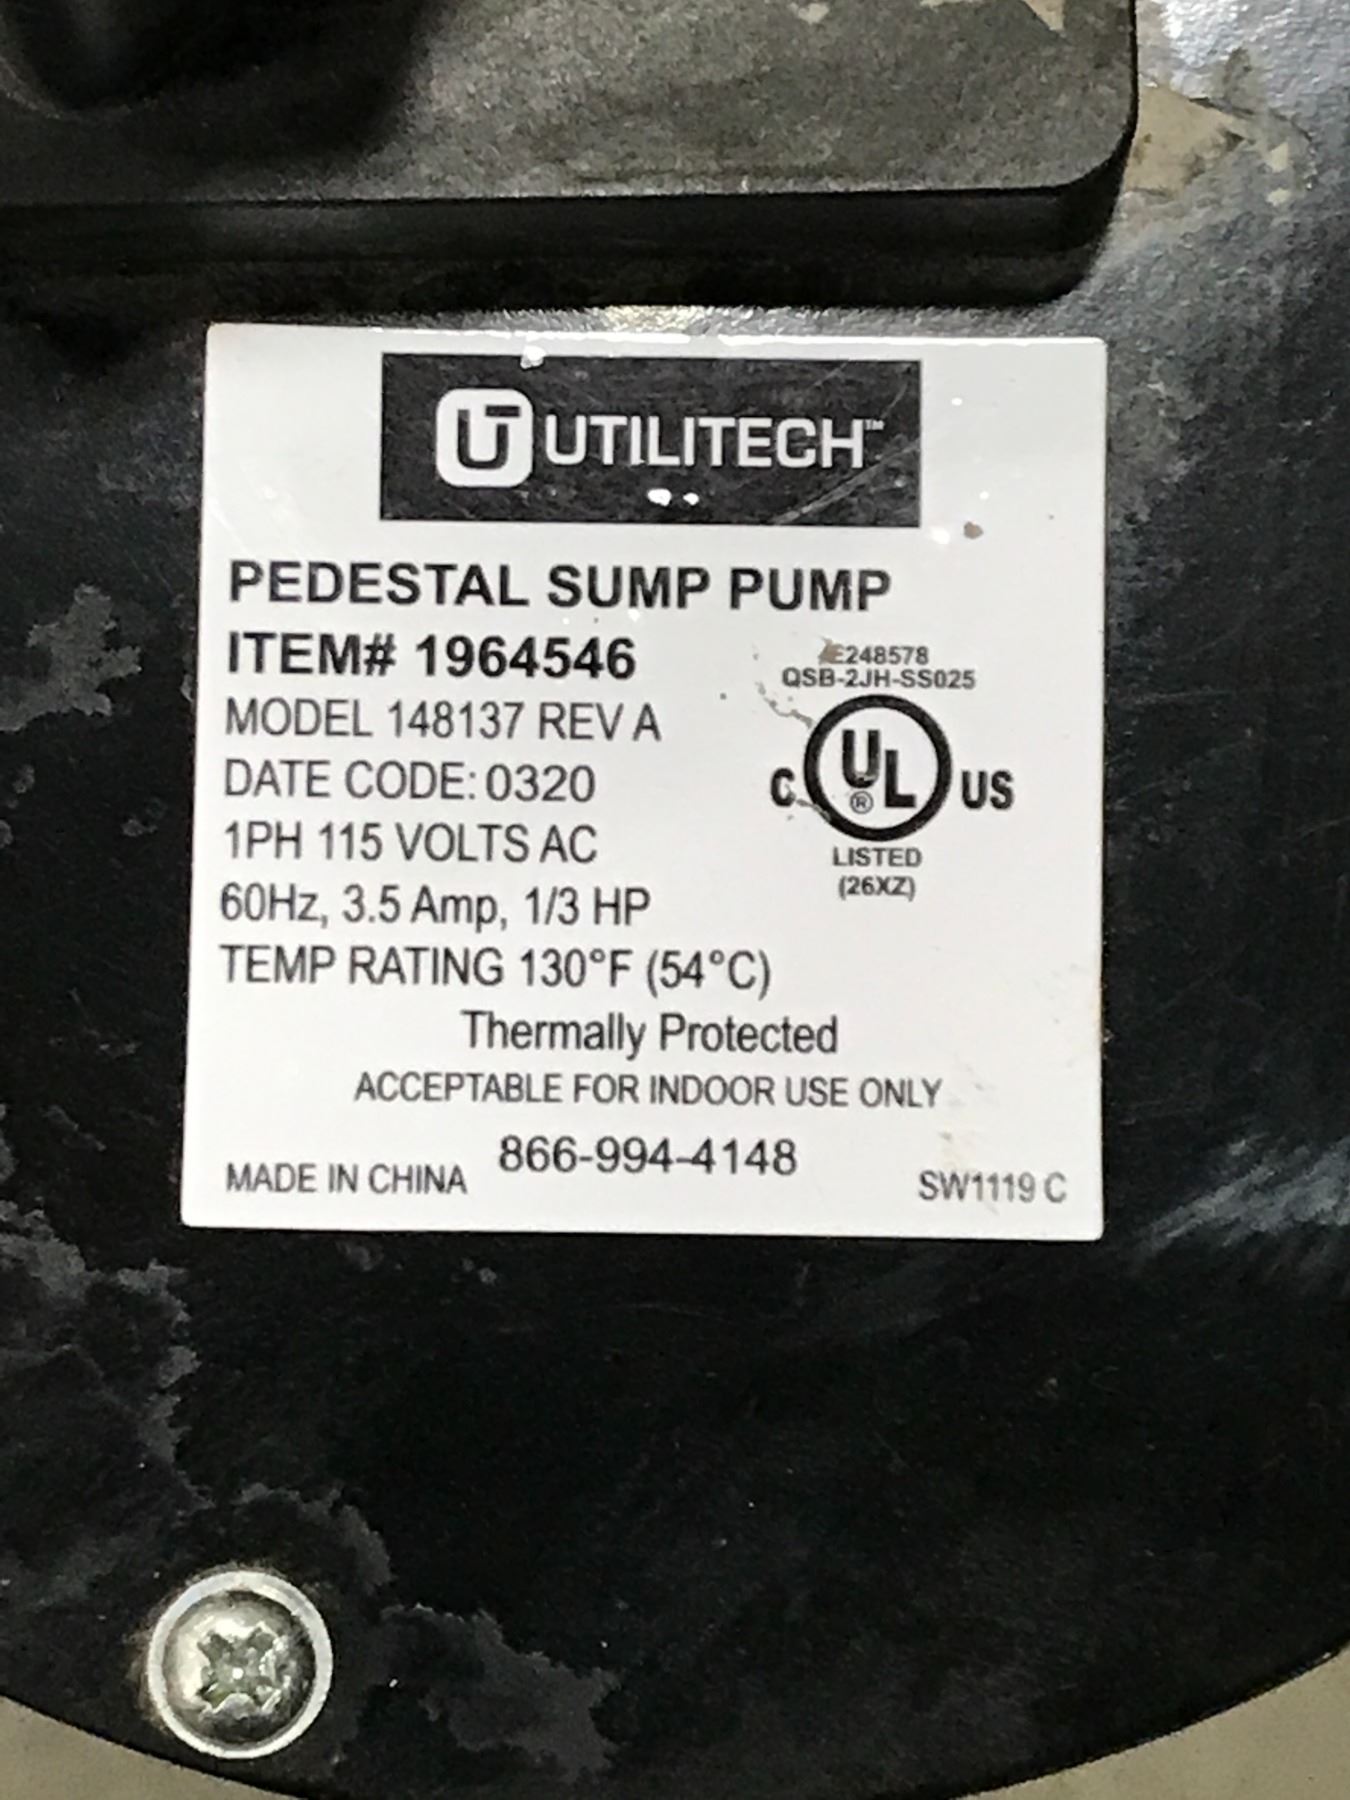 UTILITECH™
PEDESTAL SUMP PUMP
ITEM# 1964546
MODEL 148137 REV A
DATE CODE: 0320
1PH 115 VOLTS AC
60Hz, 3.5 Amp, 1/3 HP
TEMP RATING 130°F (54°C)
E248578
QSB-2JH-SS025
C UL® US
LISTED
(26XZ)
Thermally Protected
ACCEPTABLE FOR INDOOR USE ONLY
866-994-4148
MADE IN CHINA
SW1119 C